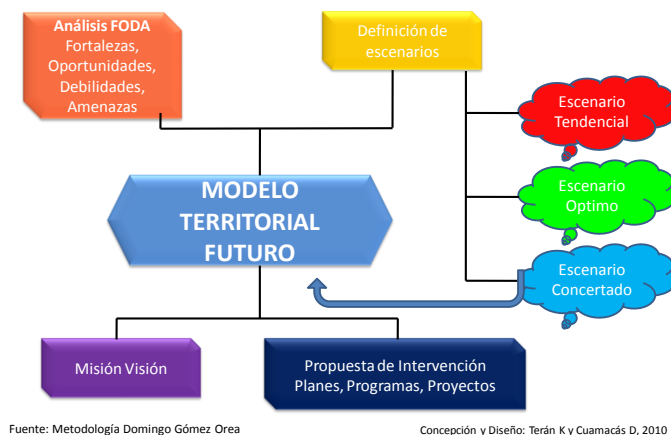 Análisis FODA
Fortalezas,
Oportunidades,
Debilidades,
Amenazas
Definición de
escenarios
Escenario
Tendencial
Escenario
Optimo
Escenario
Concertado
MODELO
TERRITORIAL
FUTURO
Misión Visión
Propuesta de Intervención
Planes, Programas, Proyectos
Fuente: Metodología Domingo Gómez Orea
Concepción y Diseño: Terán K y Cuamacás D, 2010